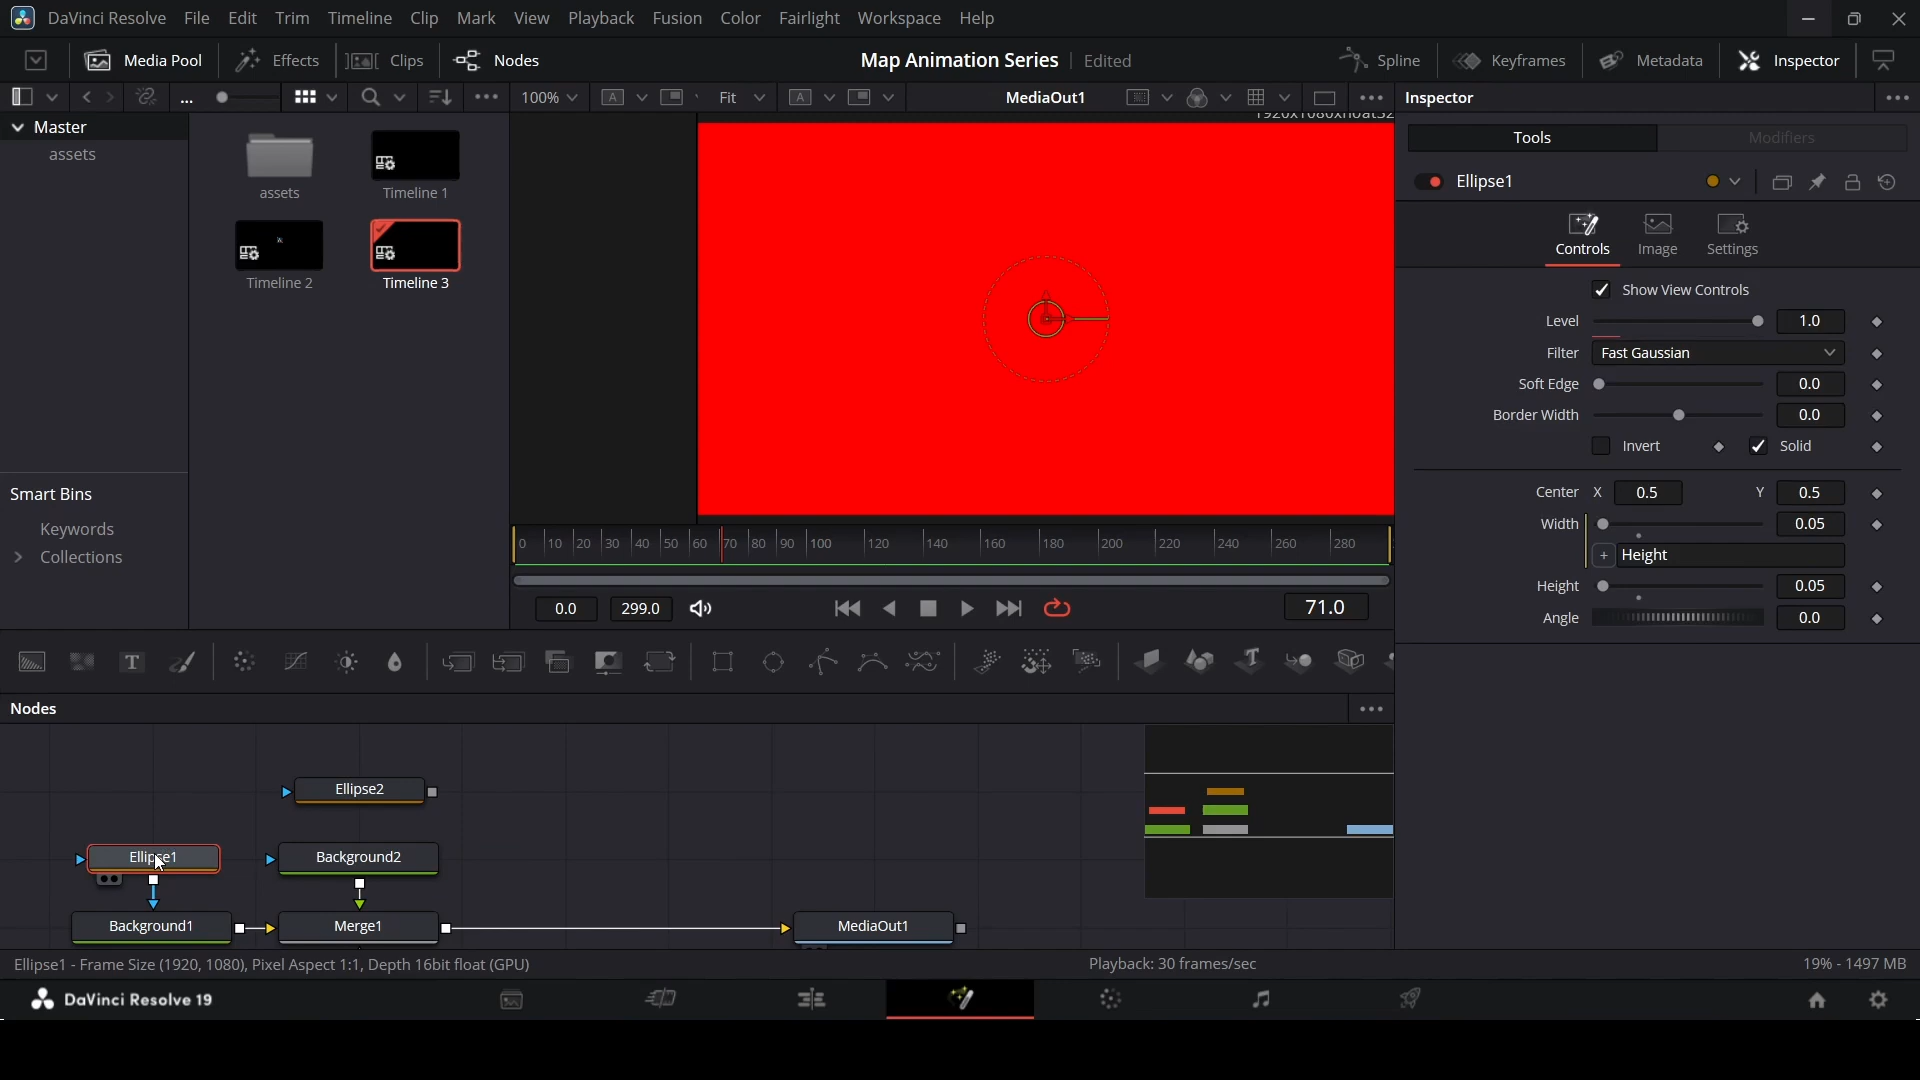 DaVinci Resolve File Edit Trim Timeline Clip Mark View Playback Fusion Color Fairlight Workspace Help
Media Pool Effects Clips Nodes Map Animation Series Edited Spline Keyframes Metadata Inspector
... 100% A Fit A MediaOut1 Inspector
Master
assets
assets
Timeline 1
Timeline 2
Timeline 3
1920x1080xfloat32
Tools Modifiers
Ellipse1
Controls Image Settings
Show View Controls
Level 1.0
Filter Fast Gaussian
Soft Edge 0.0
Border Width 0.0
Invert Solid
Center X 0.5 Y 0.5
Width 0.05
+ Height
Height 0.05
Angle 0.0
Smart Bins
Keywords
Collections
0 10 20 30 40 50 60 70 80 90 100 120 140 160 180 200 220 240 260 280
0.0 299.0 71.0
T T
Nodes
Ellipse2
Ellipse1 Background2
Background1 Merge1 MediaOut1
Ellipse1 - Frame Size (1920, 1080), Pixel Aspect 1:1, Depth 16bit float (GPU) Playback: 30 frames/sec 19% - 1497 MB
DaVinci Resolve 19